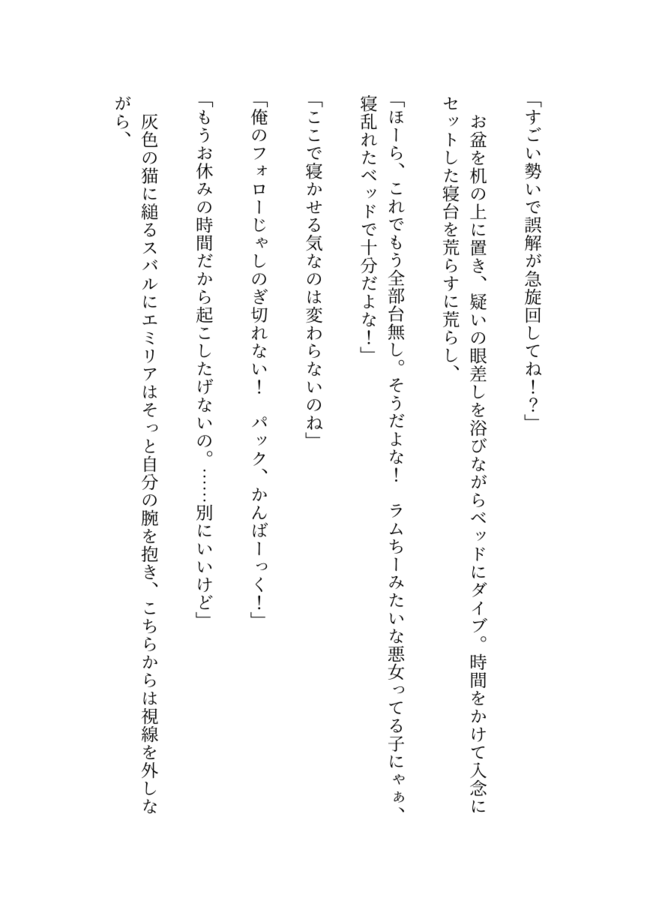 「すごい勢いで誤解が急旋回してね！？」
　お盆を机の上に置き、疑いの眼差しを浴びながらベッドにダイブ。時間をかけて入念に
セットした寝台を荒らすに荒らし、
「ほーら、これでもう全部台無し。そうだよな！　ラムちーみたいな悪女ってる子にゃぁ、
寝乱れたベッドで十分だよな！」
「ここで寝かせる気なのは変わらないのね」
「俺のフォローじゃしのぎ切れない！　パック、かんばーっく！」
「もうお休みの時間だから起こしたげないの。……別にいいけど」
　灰色の猫に縋るスバルにエミリアはそっと自分の腕を抱き、こちらからは視線を外しな
がら、